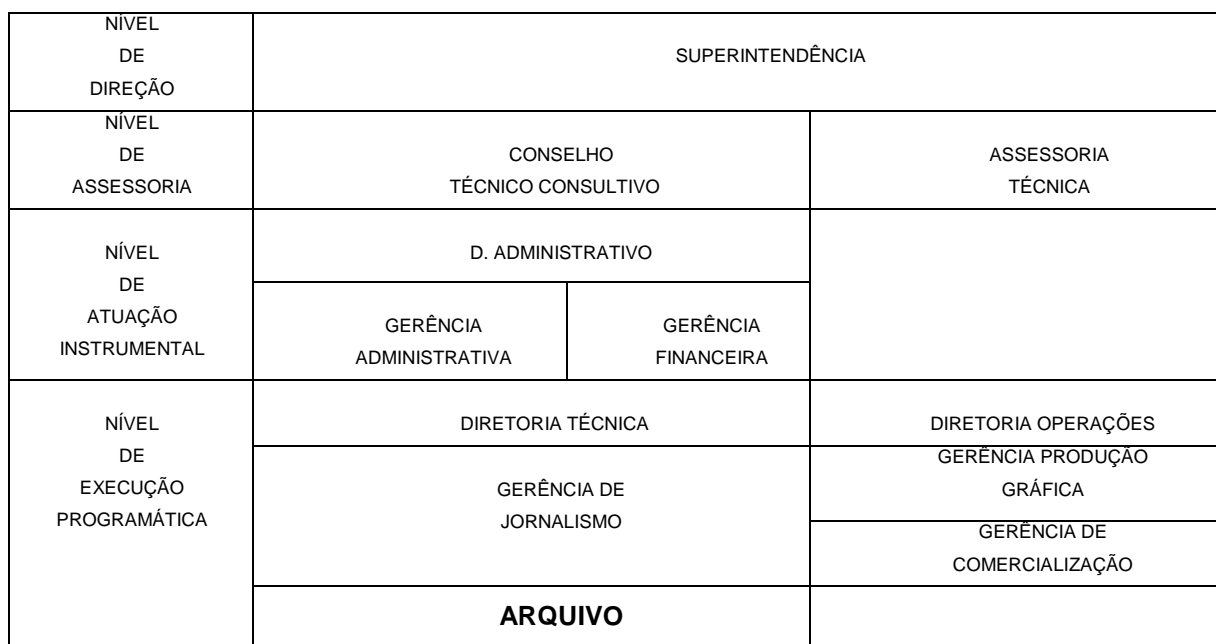 NÍVEL
DE
DIREÇÃO
SUPERINTENDÊNCIA
NÍVEL
DE
ASSESSORIA
CONSELHO
TÉCNICO CONSULTIVO
ASSESSORIA
TÉCNICA
NÍVEL
DE
ATUAÇÃO
INSTRUMENTAL
D. ADMINISTRATIVO
GERÊNCIA
ADMINISTRATIVA
GERÊNCIA
FINANCEIRA
NÍVEL
DE
EXECUÇÃO
PROGRAMÁTICA
DIRETORIA TÉCNICA
DIRETORIA OPERAÇÕES
GERÊNCIA DE
JORNALISMO
GERÊNCIA PRODUÇÃO
GRÁFICA
GERÊNCIA DE
COMERCIALIZAÇÃO
ARQUIVO